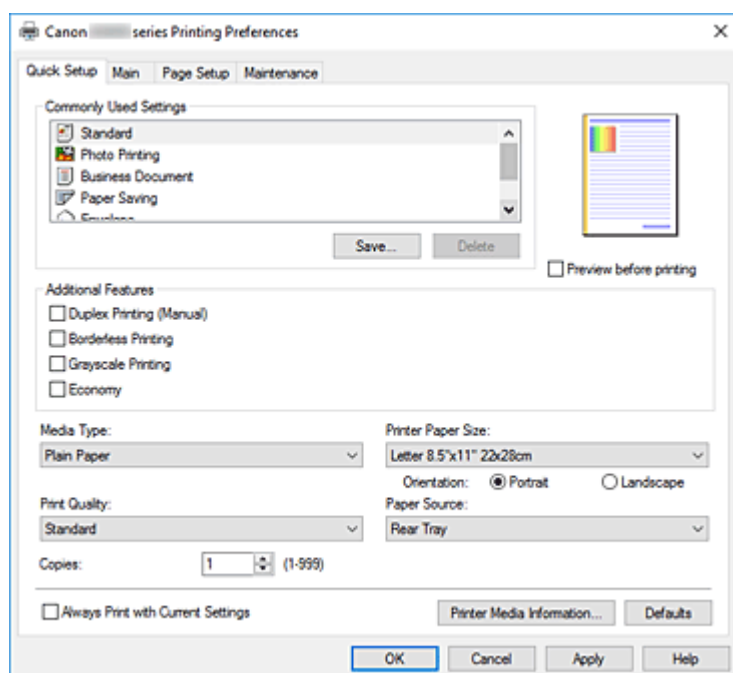 Canon series Printing Preferences
Quick Setup Main Page Setup Maintenance
Commonly Used Settings
Standard
Photo Printing
Business Document
Paper Saving
Save... Delete
Preview before printing
Additional Features
Duplex Printing (Manual)
Borderless Printing
Grayscale Printing
Economy
Media Type: Printer Paper Size:
Plain Paper Letter 8.5"x11" 22x28cm
Orientation: Portrait Landscape
Print Quality: Paper Source:
Standard Rear Tray
Copies: 1 (1-999)
Always Print with Current Settings Printer Media Information... Defaults
OK Cancel Apply Help